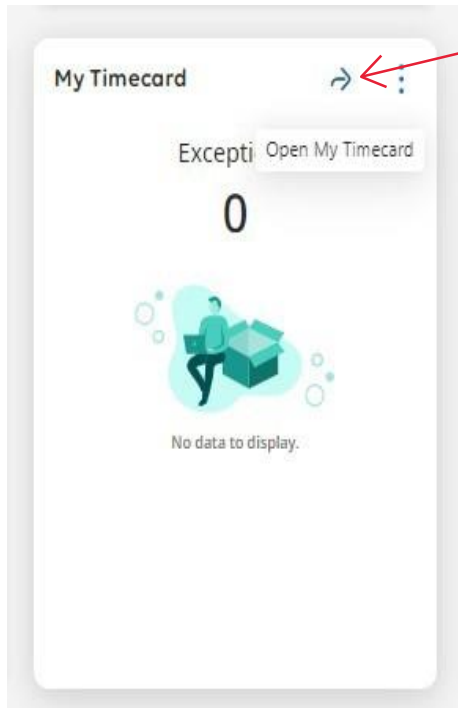 My Timecard
Excepti
Open My Timecard
0
No data to display.